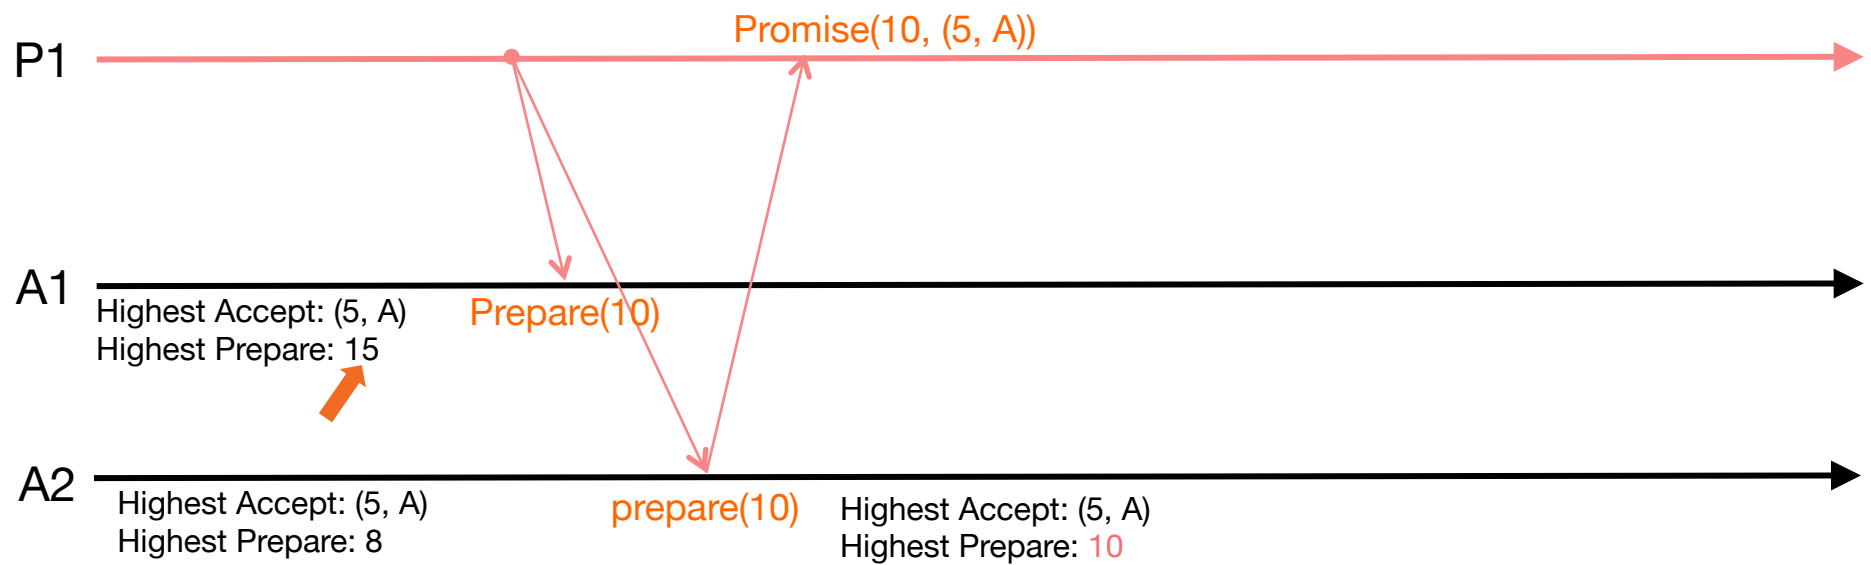 Promise(10, (5, A))
P1
A1
Highest Accept: (5, A)
Highest Prepare: 15
Prepare(10)
A2
Highest Accept: (5, A)
Highest Prepare: 8
prepare(10)
Highest Accept: (5, A)
Highest Prepare: 10